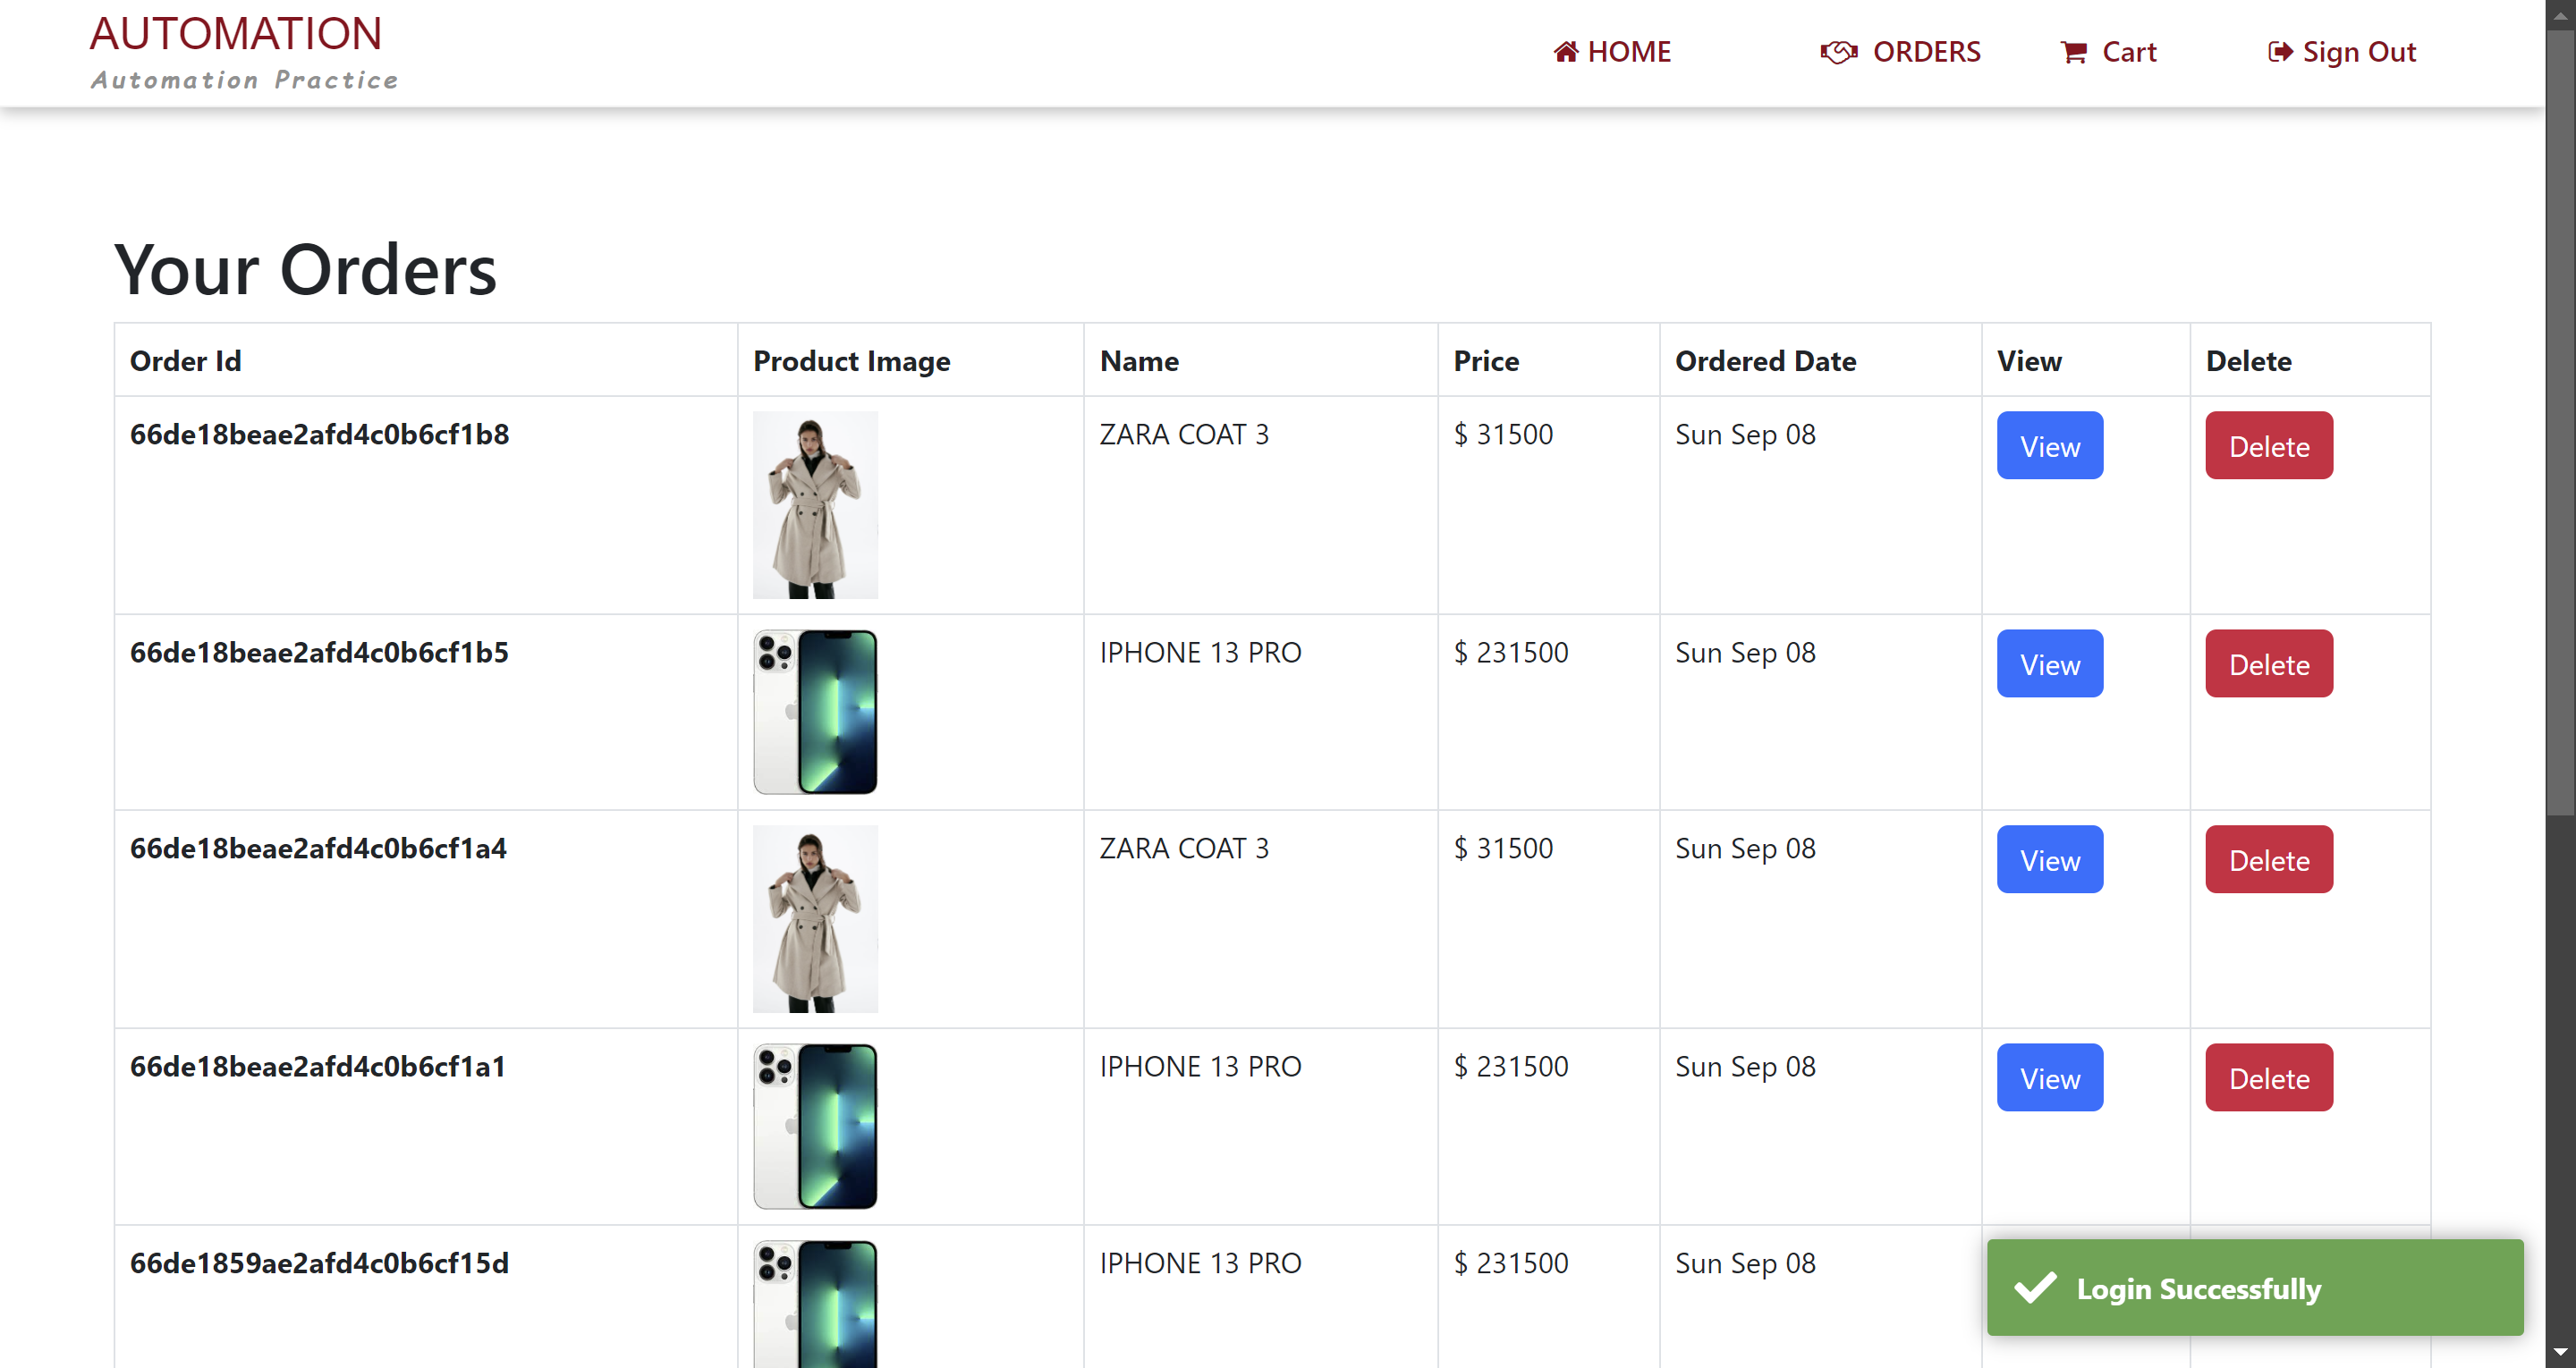 AUTOMATION
Automation Practice
HOME ORDERS Cart Sign Out
Your Orders
Order Id Product Image Name Price Ordered Date View Delete
66de18beae2afd4c0b6cf1b8 ZARA COAT 3 $ 31500 Sun Sep 08 View Delete
66de18beae2afd4c0b6cf1b5 IPHONE 13 PRO $ 231500 Sun Sep 08 View Delete
66de18beae2afd4c0b6cf1a4 ZARA COAT 3 $ 31500 Sun Sep 08 View Delete
66de18beae2afd4c0b6cf1a1 IPHONE 13 PRO $ 231500 Sun Sep 08 View Delete
66de1859ae2afd4c0b6cf15d IPHONE 13 PRO $ 231500 Sun Sep 08
Login Successfully